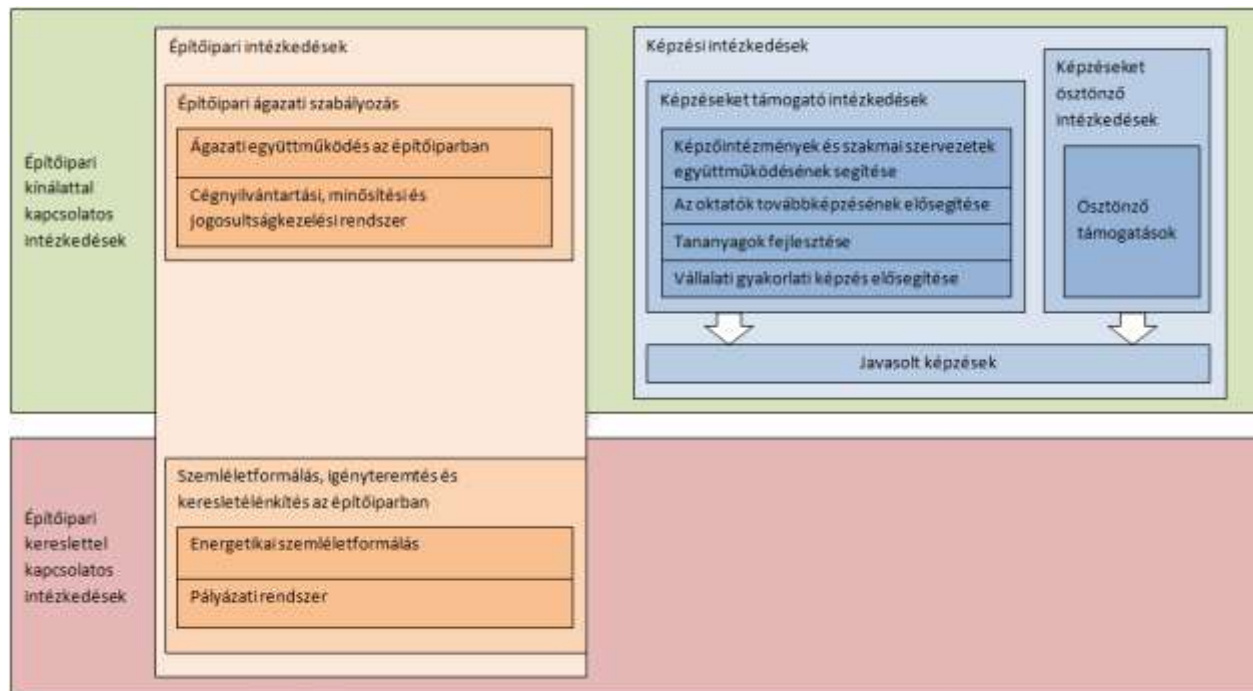 Építőipari
kínálattal
kapcsolatos
intézkedések
Építőipari intézkedések
Építőipari ágazati szabályozás
Ágazati együttműködés az építőiparban
Cégnyilvántartási, minősítési és
jogosultságkezelési rendszer
Képzési intézkedések
Képzéseket támogató intézkedések
Képzőintézmények és szakmai szervezetek
együttműködésének segítése
Az oktatók továbbképzésének elősegítése
Tananyagok fejlesztése
Vállalati gyakorlati képzés elősegítése
Képzéseket
ösztönző
intézkedések
Ösztönző
támogatások
Javasolt képzések
Építőipari
kereslettel
kapcsolatos
intézkedések
Szemléletformálás, igényteremtés és
keresletélénkítés az építőiparban
Energetikai szemléletformálás
Pályázati rendszer